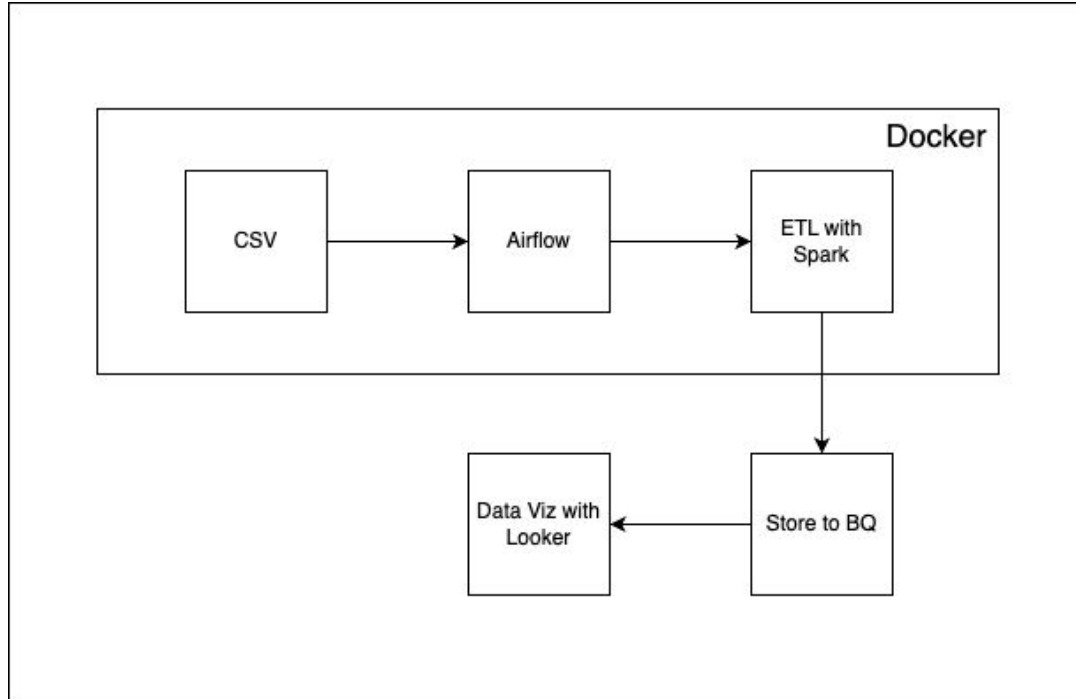 Docker
CSV
Airflow
ETL with
Spark
Data Viz with
Looker
Store to BQ